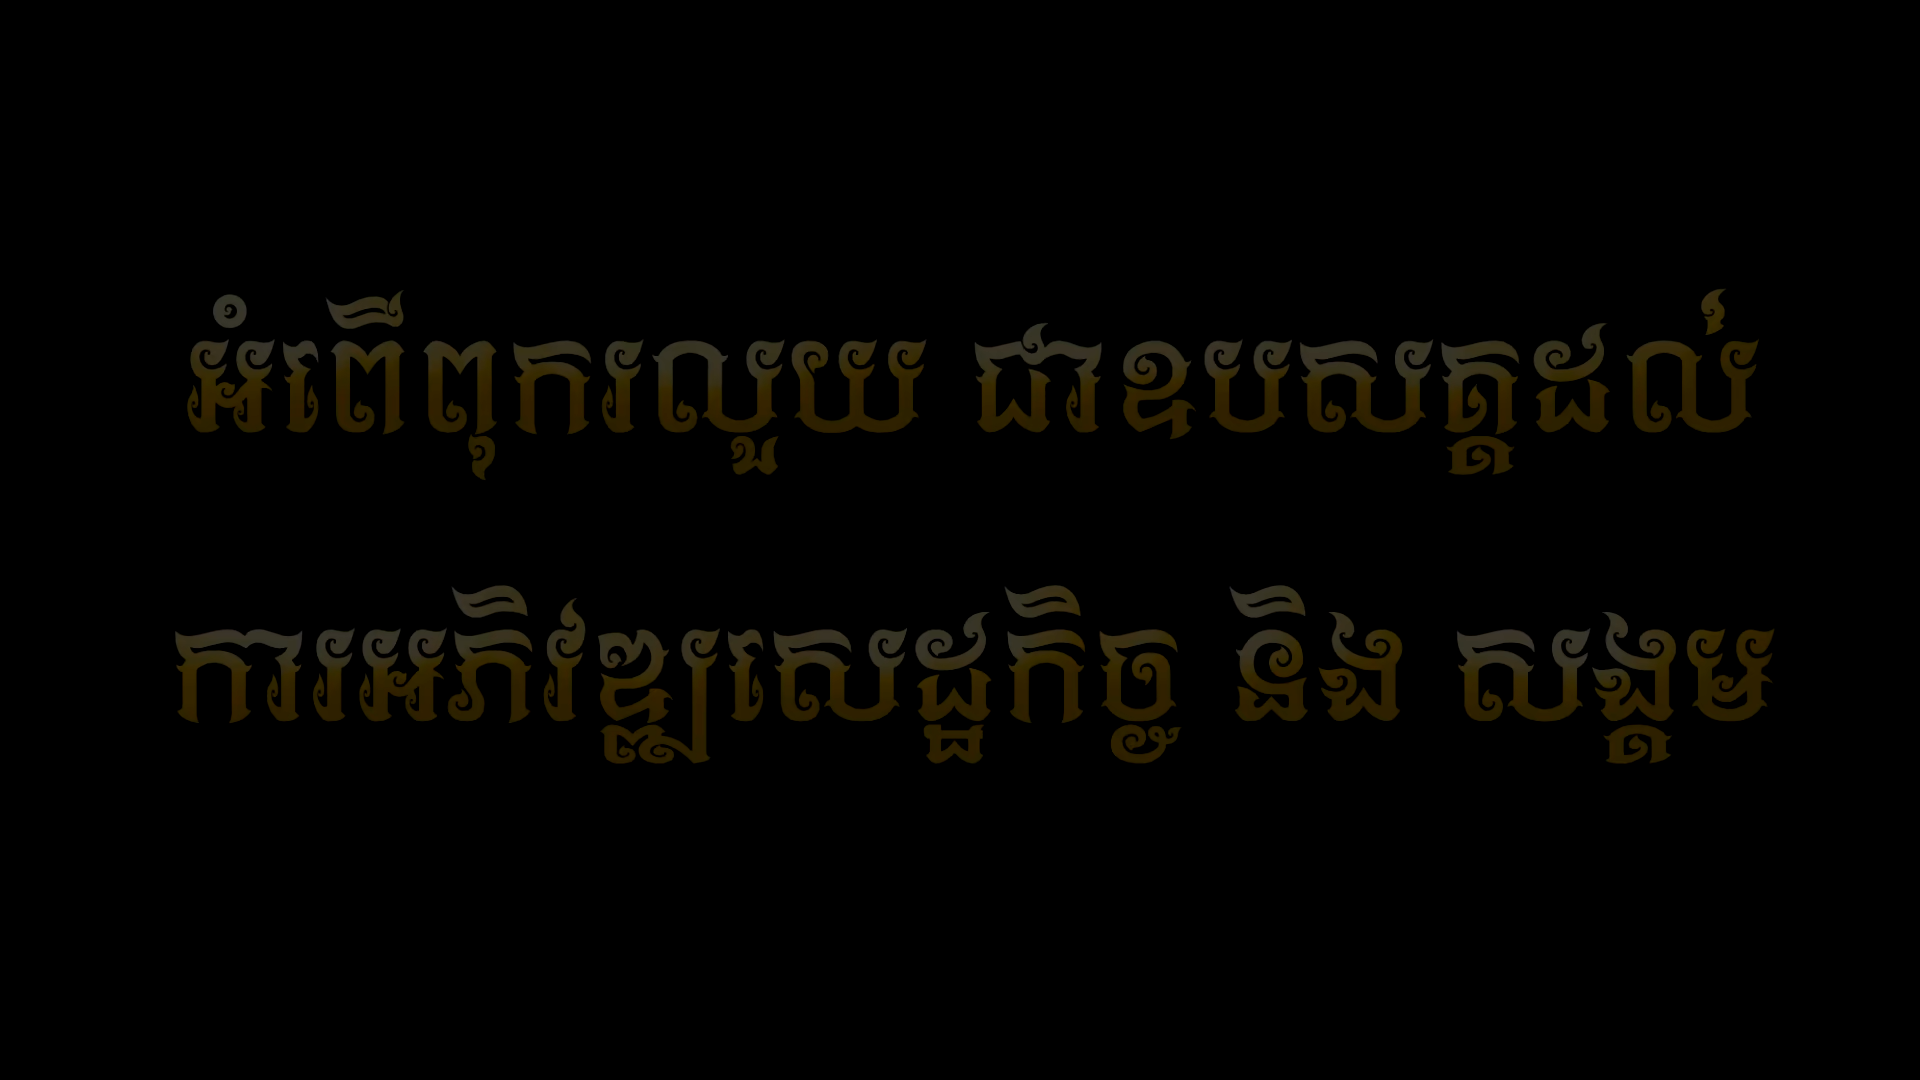 អំពើពុករលួយ ជាឧបសគ្គដល់
ការអភិវឌ្ឍសេដ្ឋកិច្ច និង សង្គម